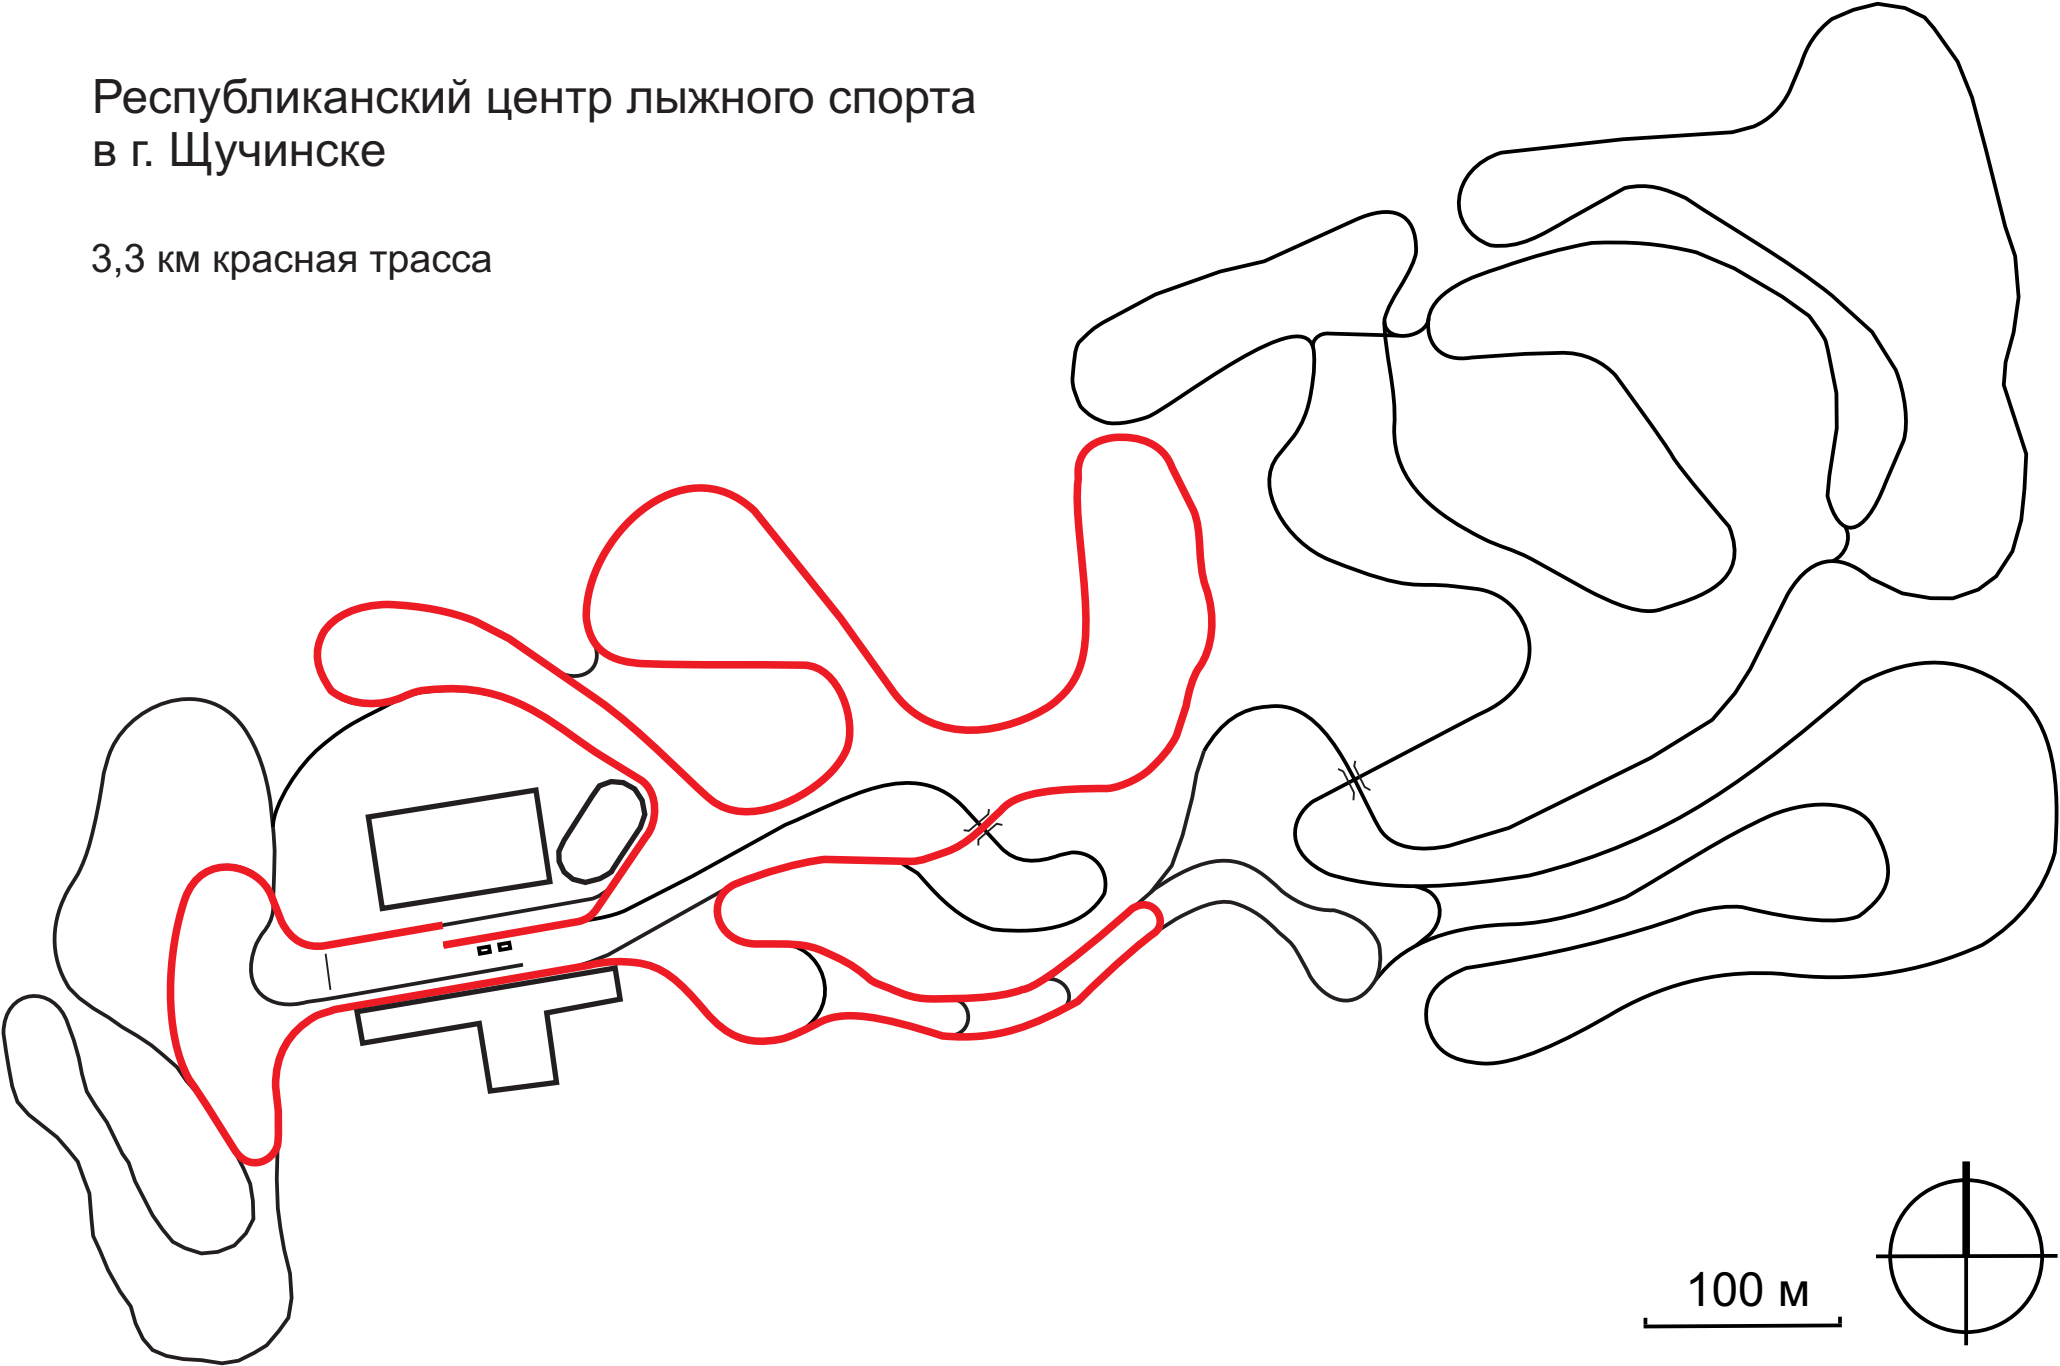 Республиканский центр лыжного спорта
в г. Щучинске
3,3 км красная трасса
100 м